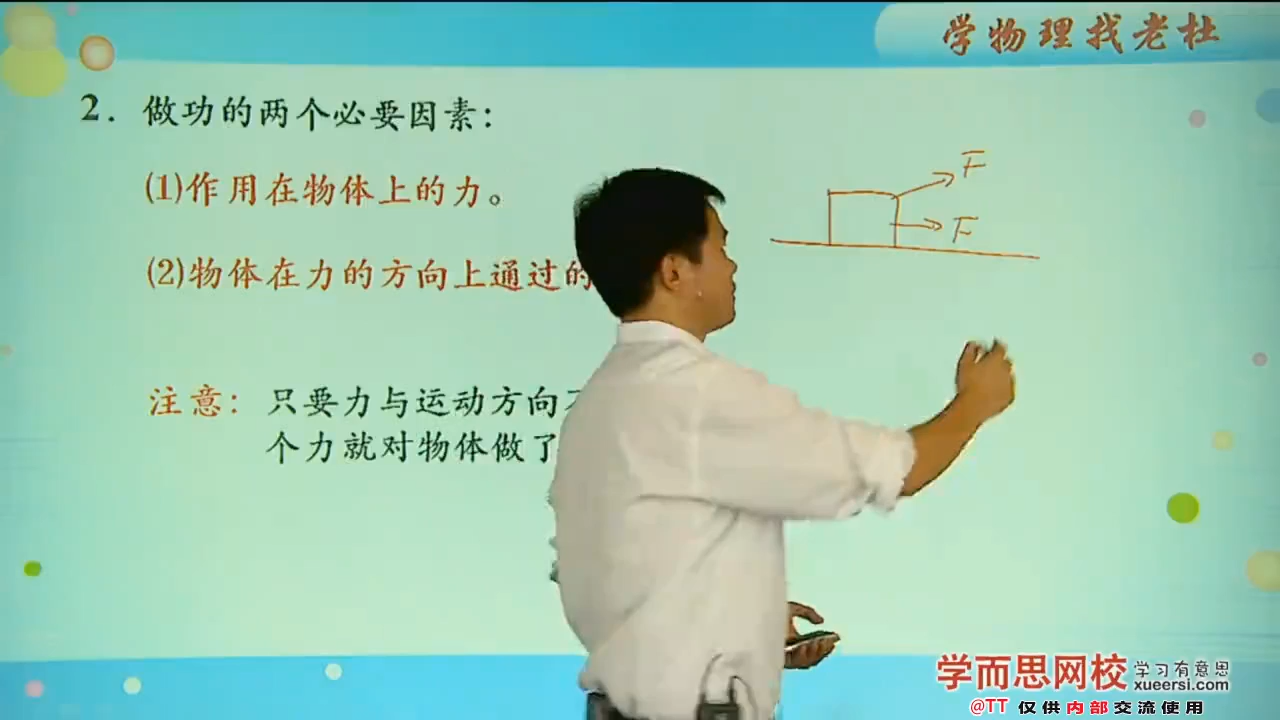 学物理找老杜
2. 做功的两个必要因素：
(1)作用在物体上的力。
(2)物体在力的方向上通过的
注意：只要力与运动方向不
个力就对物体做了
F
F
学而思网校 学习有意思
xueersi.com
@TT 仅供内部交流使用